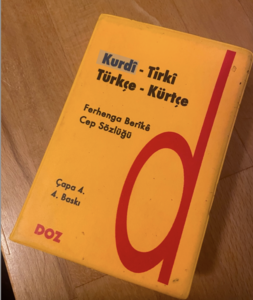 Kurdî - Tirkî
Türkçe - Kürtçe
Ferhenga Berîkê
Cep Sözlüğü
Çapa 4.
4. Baskı
DOZ
d